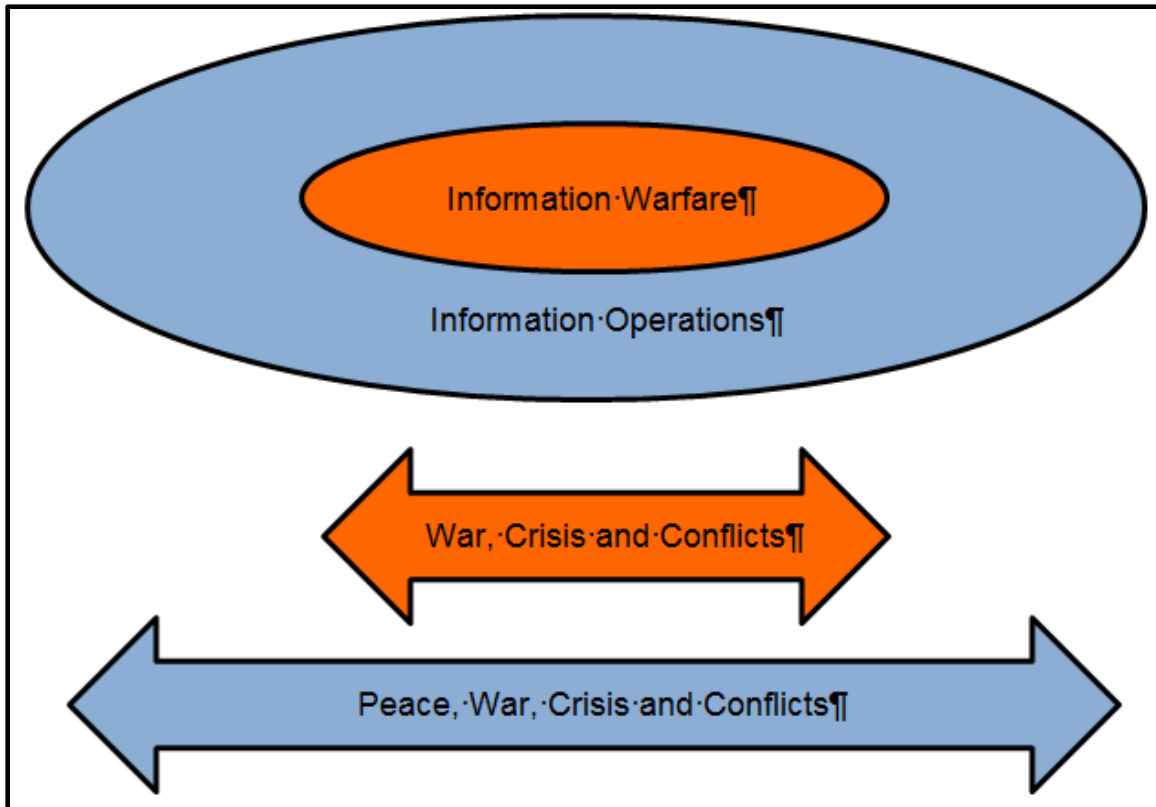 Information·Warfare¶
Information·Operations¶
War,·Crisis·and·Conflicts¶
Peace,·War,·Crisis·and·Conflicts¶